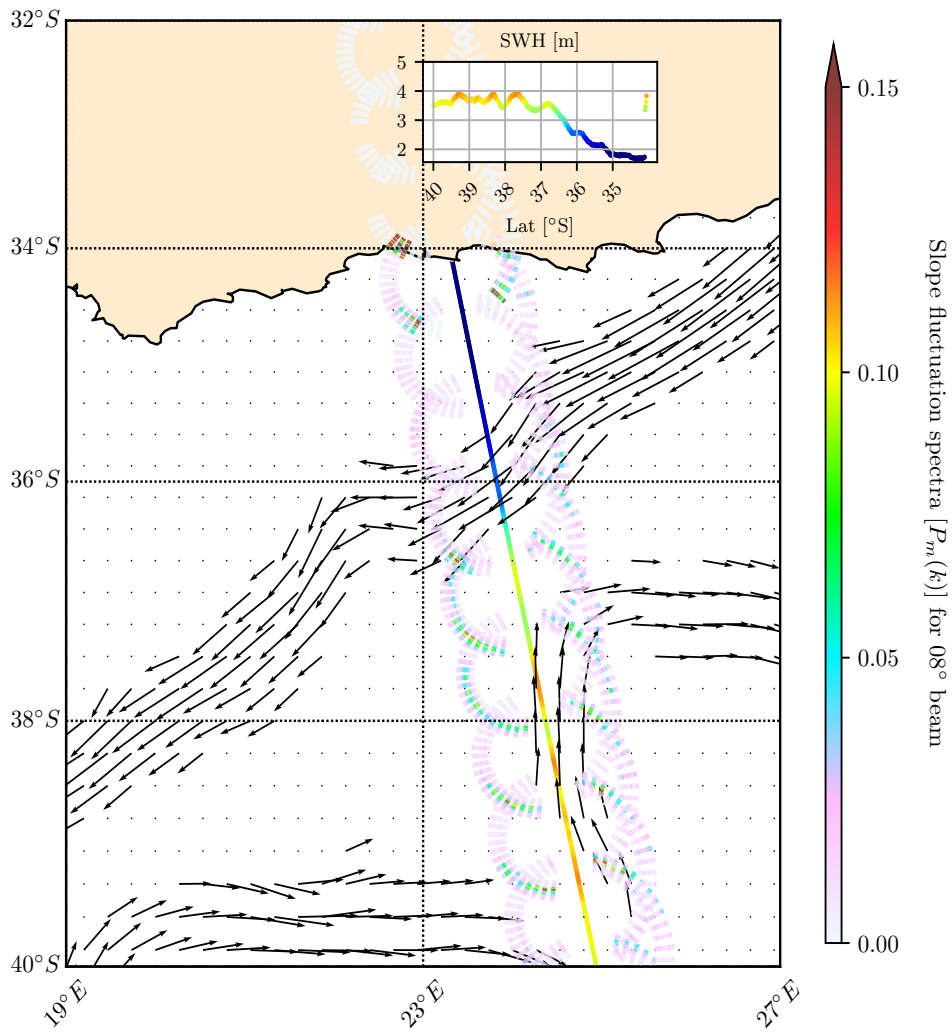 32°S
34°S
36°S
38°S
40°S
19°E
23°E
27°E
SWH [m]
5
4
3
2
40
39
38
37
36
35
Lat [°S]
0.15
0.10
0.05
0.00
Slope fluctuation spectra [P_m(k)] for 08° beam